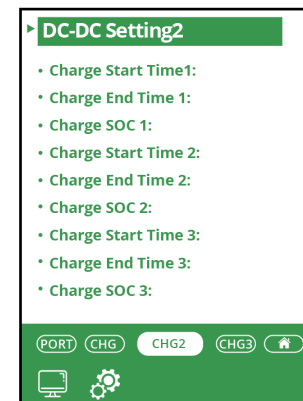 DC-DC Setting2
• Charge Start Time1:
• Charge End Time 1:
• Charge SOC 1:
• Charge Start Time 2:
• Charge End Time 2:
• Charge SOC 2:
• Charge Start Time 3:
• Charge End Time 3:
• Charge SOC 3:
PORT CHG CHG2 CHG3